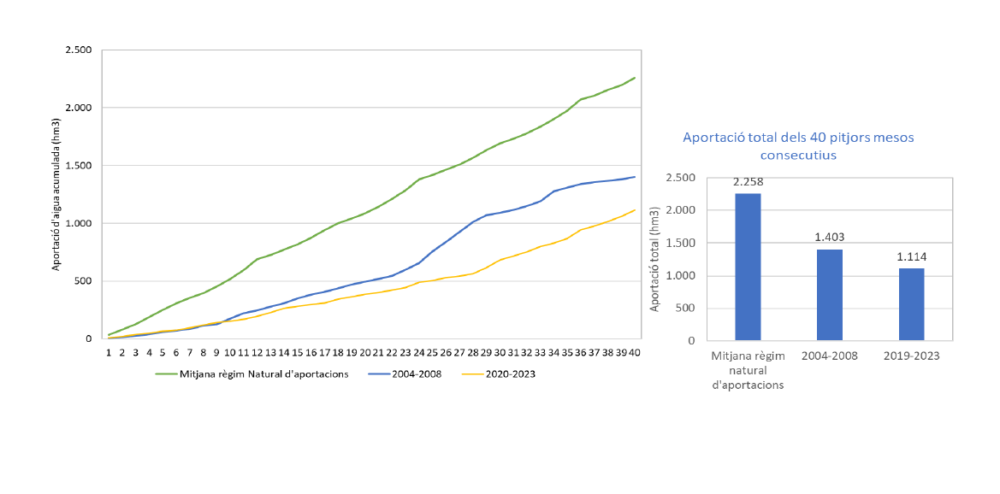 2.500
2.000
1.500
1.000
500
0
Aportació d'aigua acumulada (hm3)
1 2 3 4 5 6 7 8 9 10 11 12 13 14 15 16 17 18 19 20 21 22 23 24 25 26 27 28 29 30 31 32 33 34 35 36 37 38 39 40
Mitjana règim Natural d'aportacions 2004-2008 2020-2023
Aportació total dels 40 pitjors mesos
consecutius
2.500
2.000
1.500
1.000
500
0
Aportació total (hm3)
2.258
1.403
1.114
Mitjana règim
natural
d'aportacions
2004-2008
2019-2023